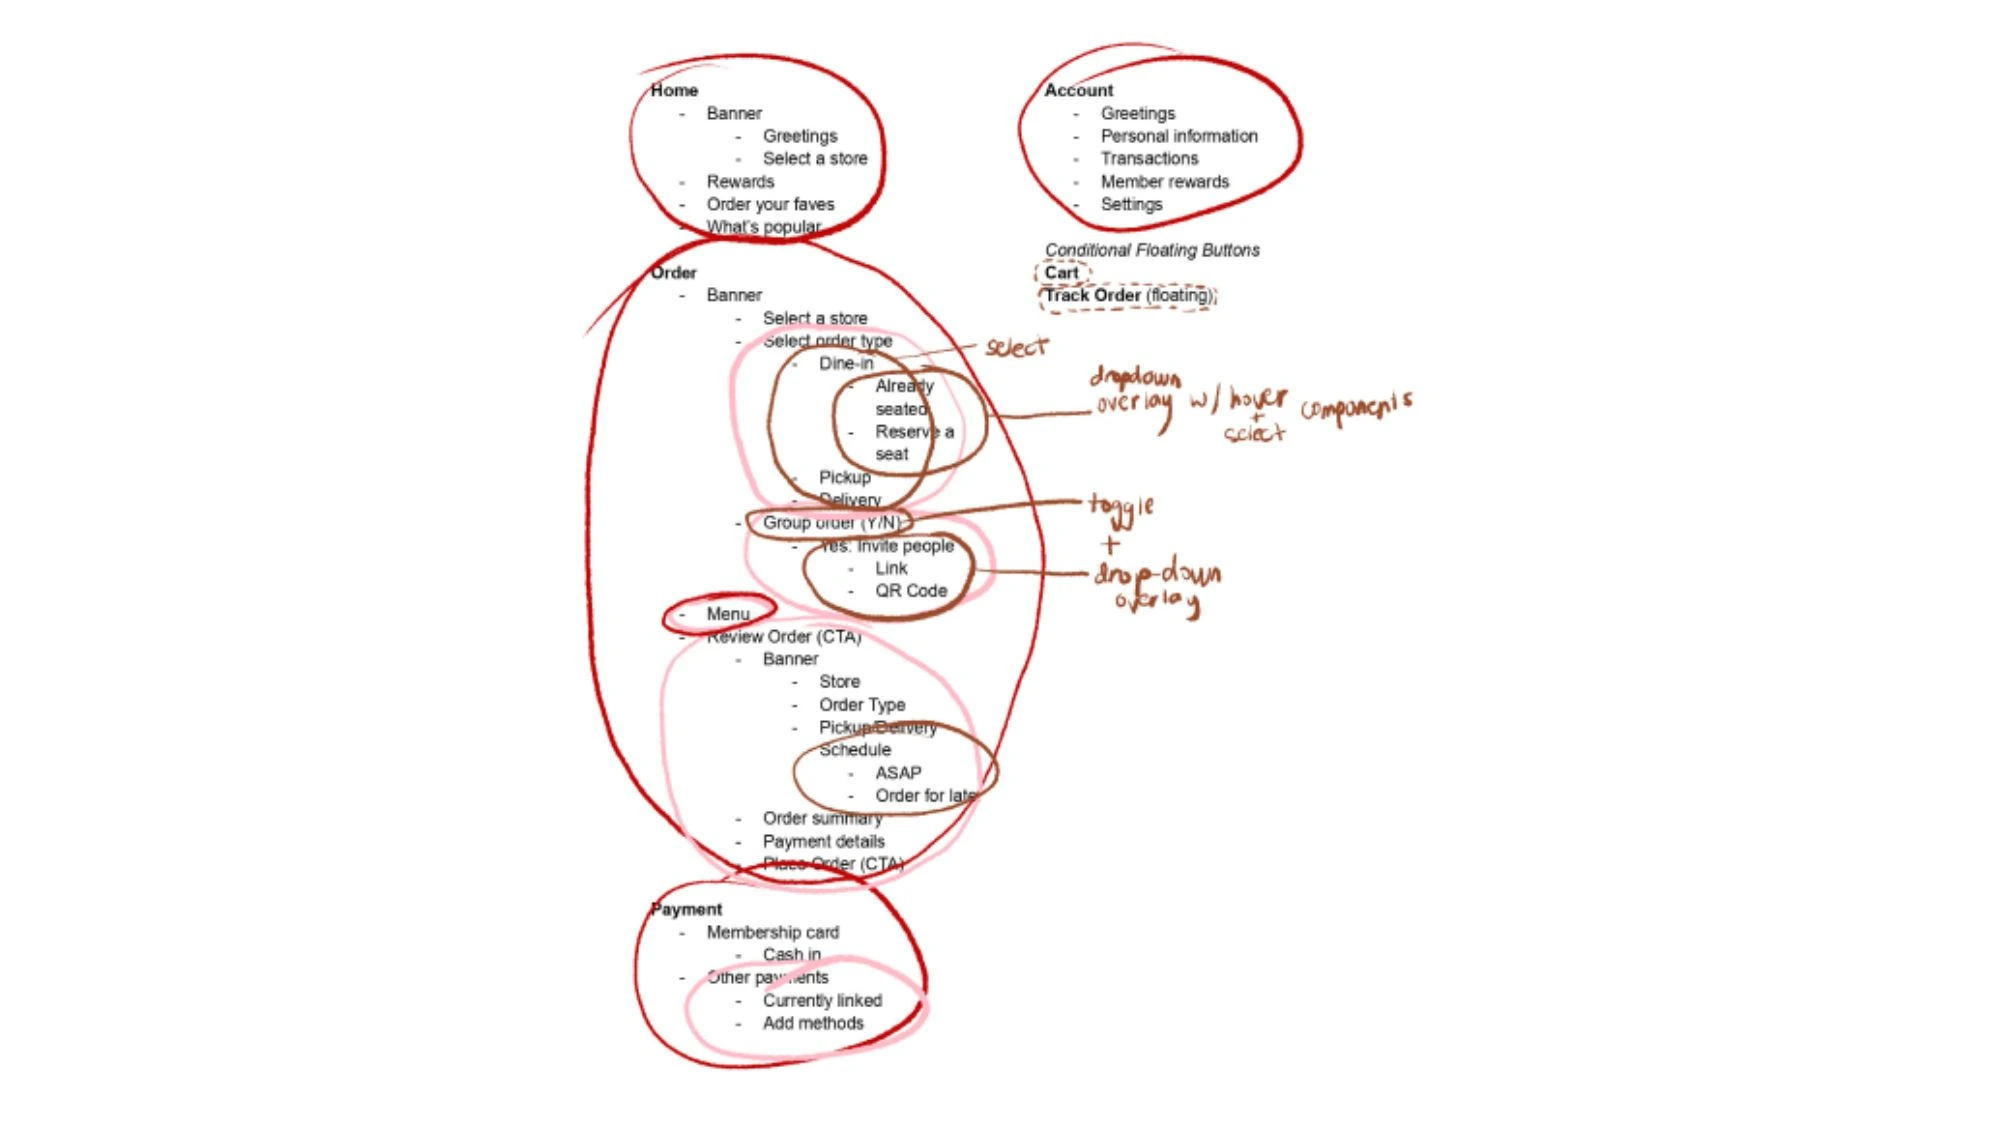 Home
- Banner
- Greetings
- Select a store
- Rewards
- Order your faves
- What's popular
Order
- Banner
- Select a store
- Select order type
- Dine-in
- Already
seated
- Reserve a
seat
- Pickup
- Delivery
- Group order (Y/N)
- Yes: Invite people
- Link
- QR Code
- Menu
- Review Order (CTA)
- Banner
- Store
- Order Type
- Pickup/Delivery
Schedule
- ASAP
- Order for later
- Order summary
- Payment details
- Place Order (CTA)
Payment
- Membership card
- Cash in
- Other payments
- Currently linked
- Add methods
Account
- Greetings
- Personal information
- Transactions
- Member rewards
- Settings
Conditional Floating Buttons
Cart
Track Order (floating)
select
dropdown
overlay w/ hover + select components
toggle
+
drop-down
overlay